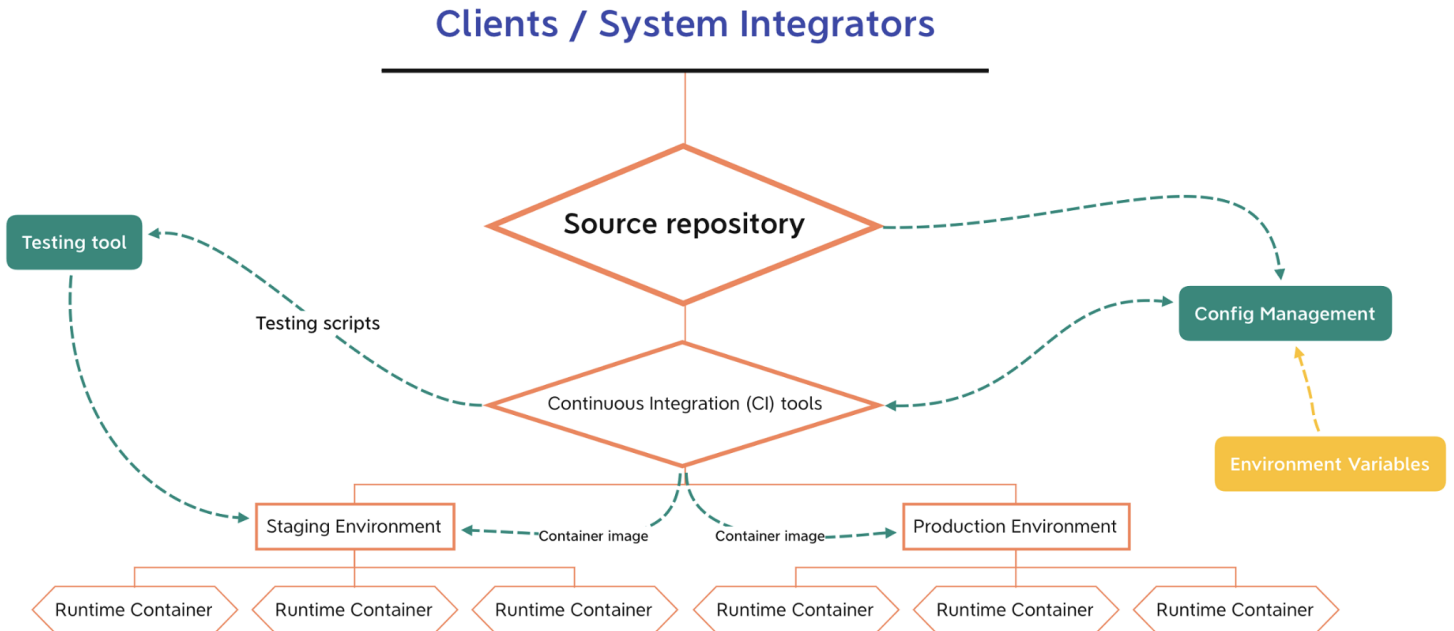 Clients / System Integrators
Source repository
Testing tool
Config Management
Testing scripts
Continuous Integration (CI) tools
Environment Variables
Staging Environment
Container image
Container image
Production Environment
Runtime Container
Runtime Container
Runtime Container
Runtime Container
Runtime Container
Runtime Container